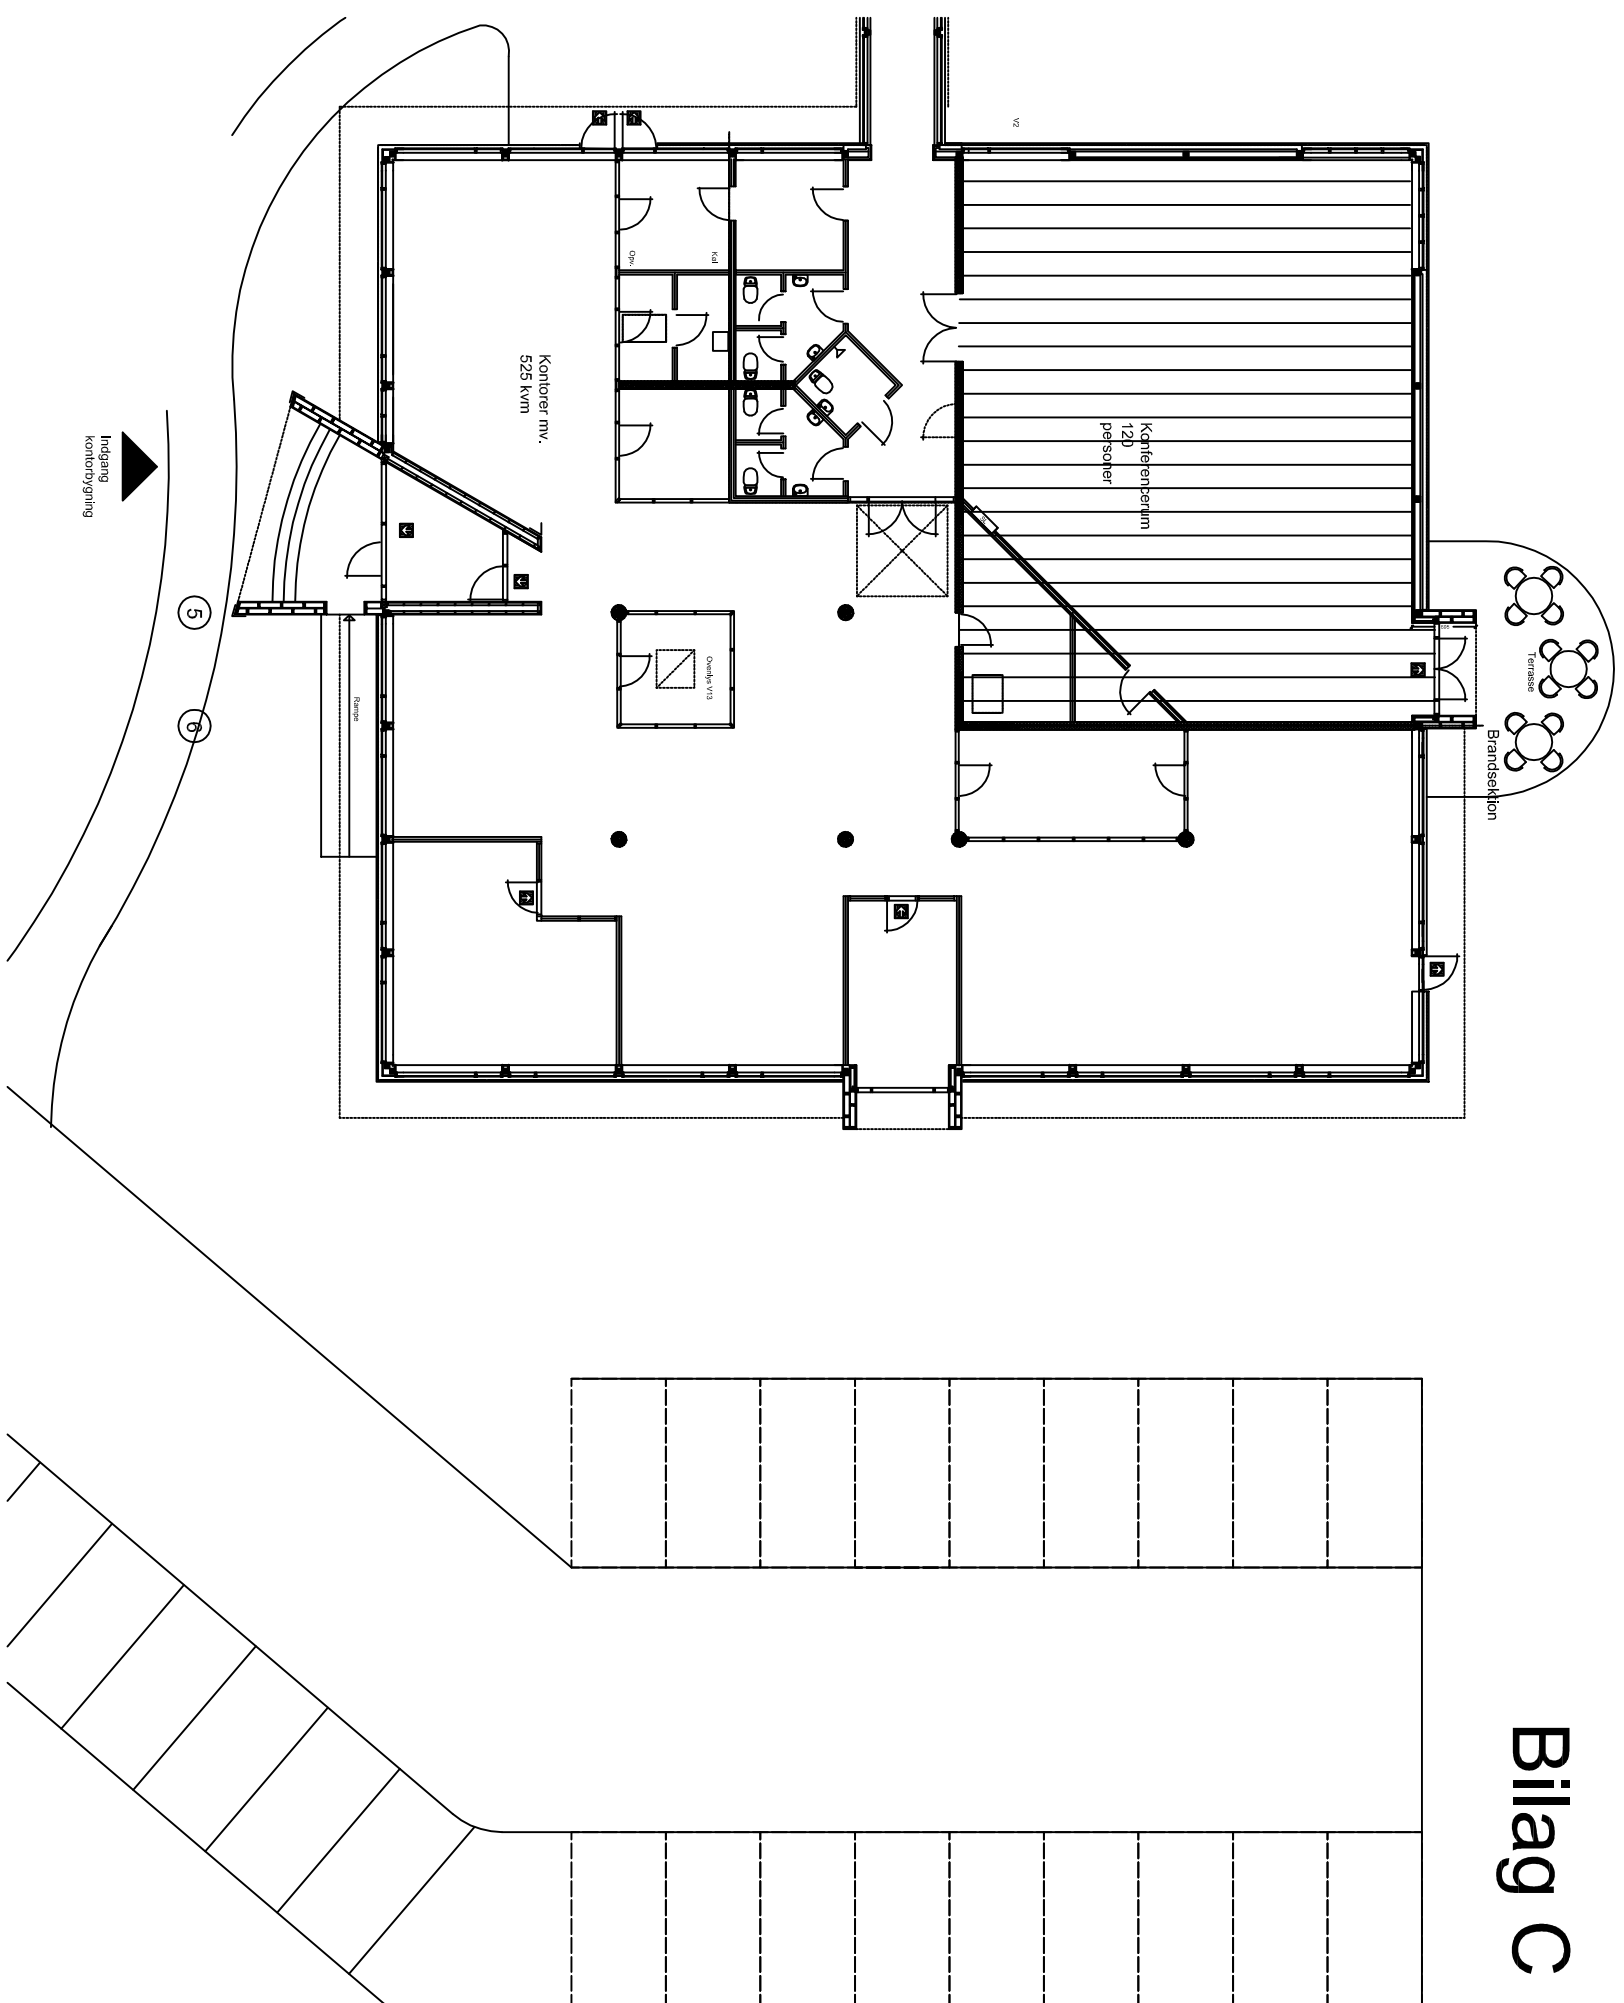 Bilag C
Brandsektion
Terrasse
V2
Konferencerum
120
personer
Køl
Opv.
Ovenlys V13
Kontorer mv.
525 kvm
Rampe
5
6
Indgang
kontorbygning